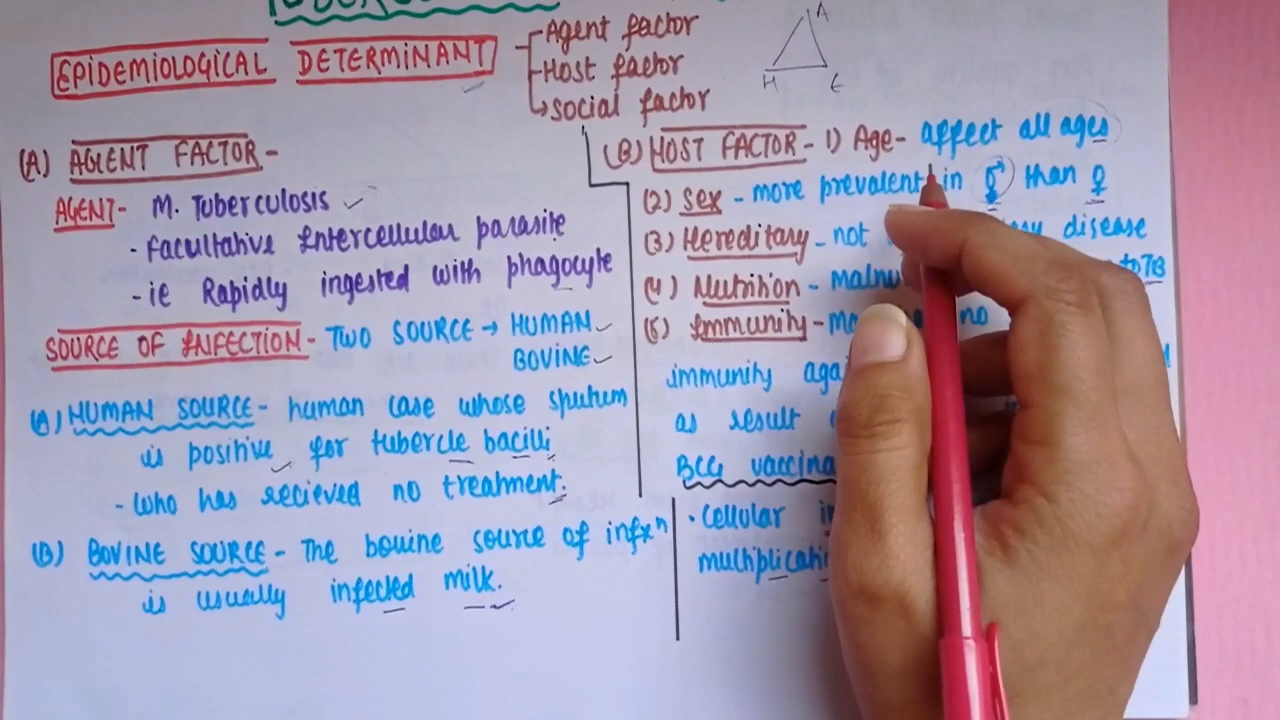 EPIDEMIOLOGICAL DETERMINANT
Agent factor
Host factor
Social factor
A
H
E
(A) AGENT FACTOR-
AGENT- M. Tuberculosis
- facultative intercellular parasite
- ie Rapidly ingested with phagocyte
SOURCE OF INFECTION- TWO SOURCE → HUMAN
BOVINE
(A) HUMAN SOURCE- human case whose sputum
is positive for tubercle bacilli
- who has recieved no treatment.
(B) BOVINE SOURCE - The bovine source of infxn
is usually infected milk.
(B) HOST FACTOR- 1) Age- affect all ages
(2) Sex - more prevalent in ♂ than ♀
(3) Hereditary - not disease
(4) Nutrition - to TB
(5) Immunity - no
immunity
as result
BCG
• Cellular